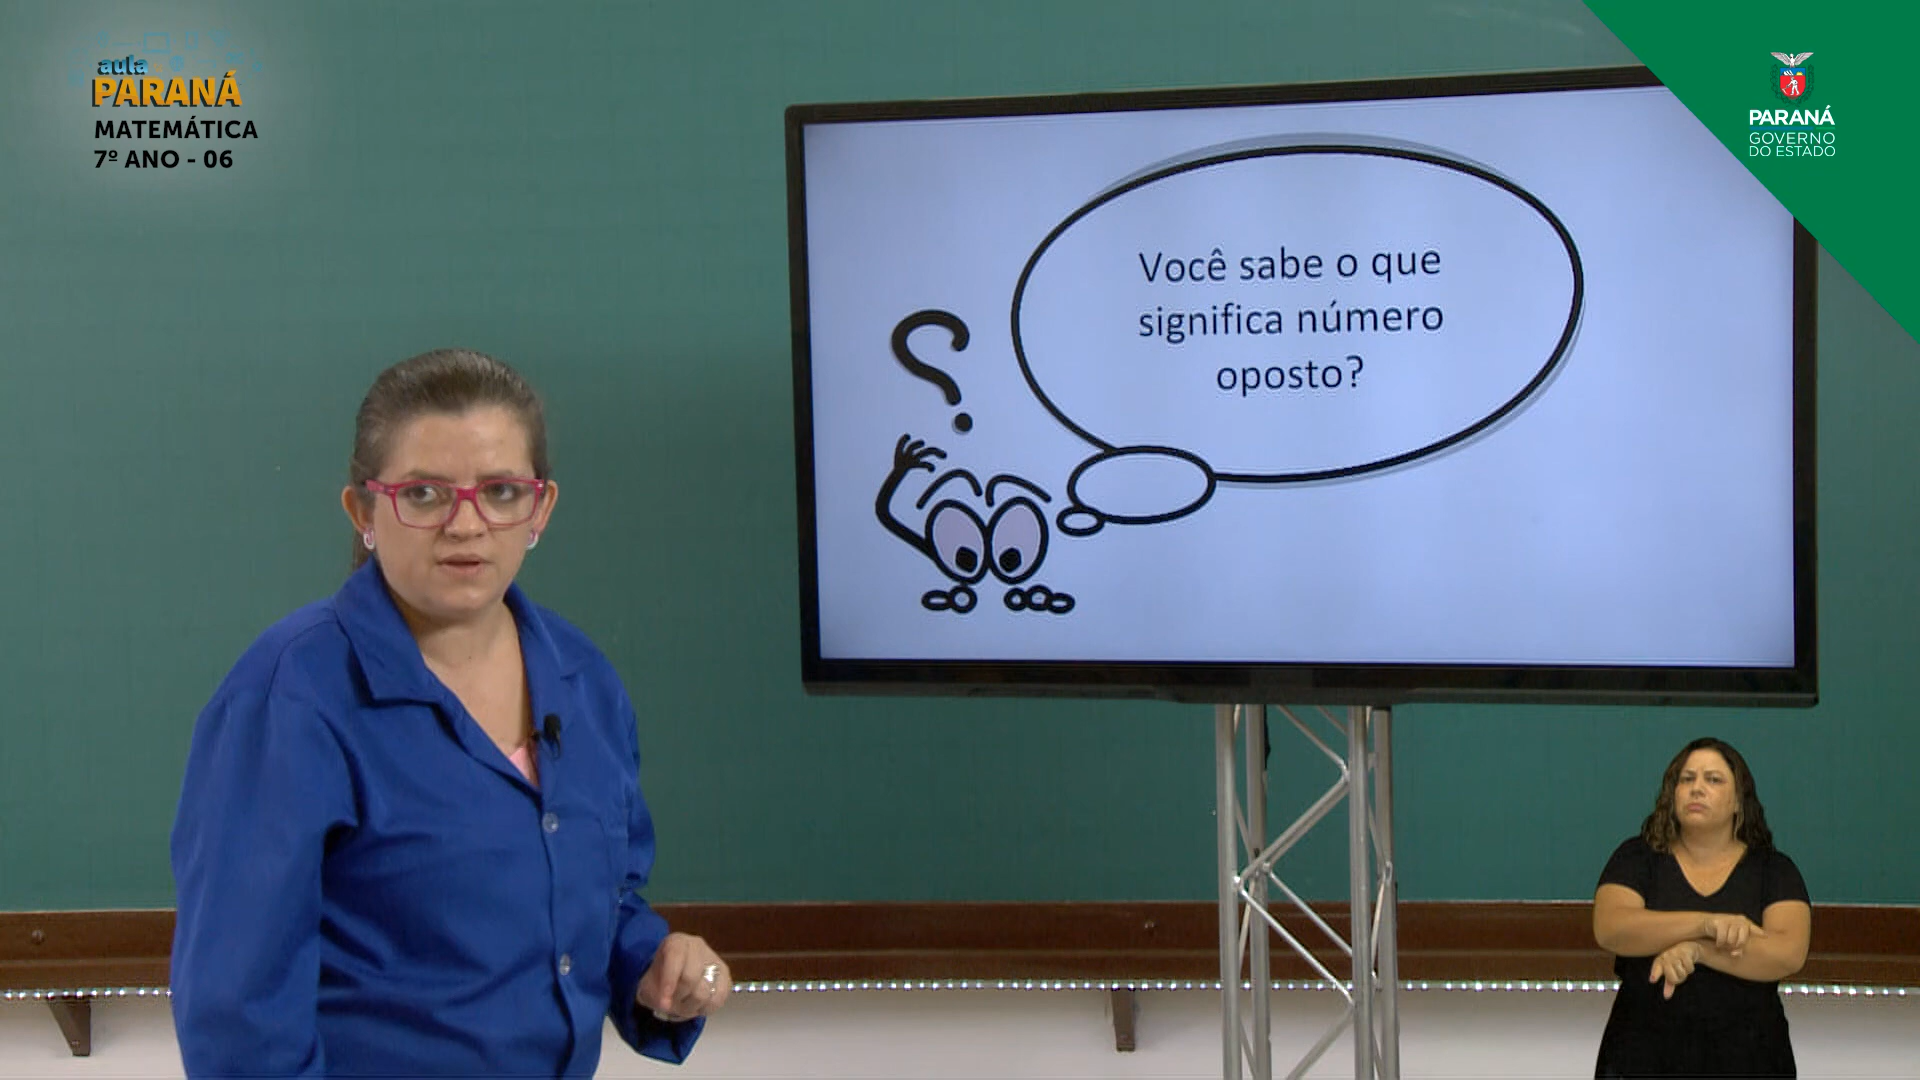 aula
PARANÁ
MATEMÁTICA
7º ANO - 06
PARANÁ
GOVERNO
DO ESTADO
Você sabe o que
significa número
oposto?
?